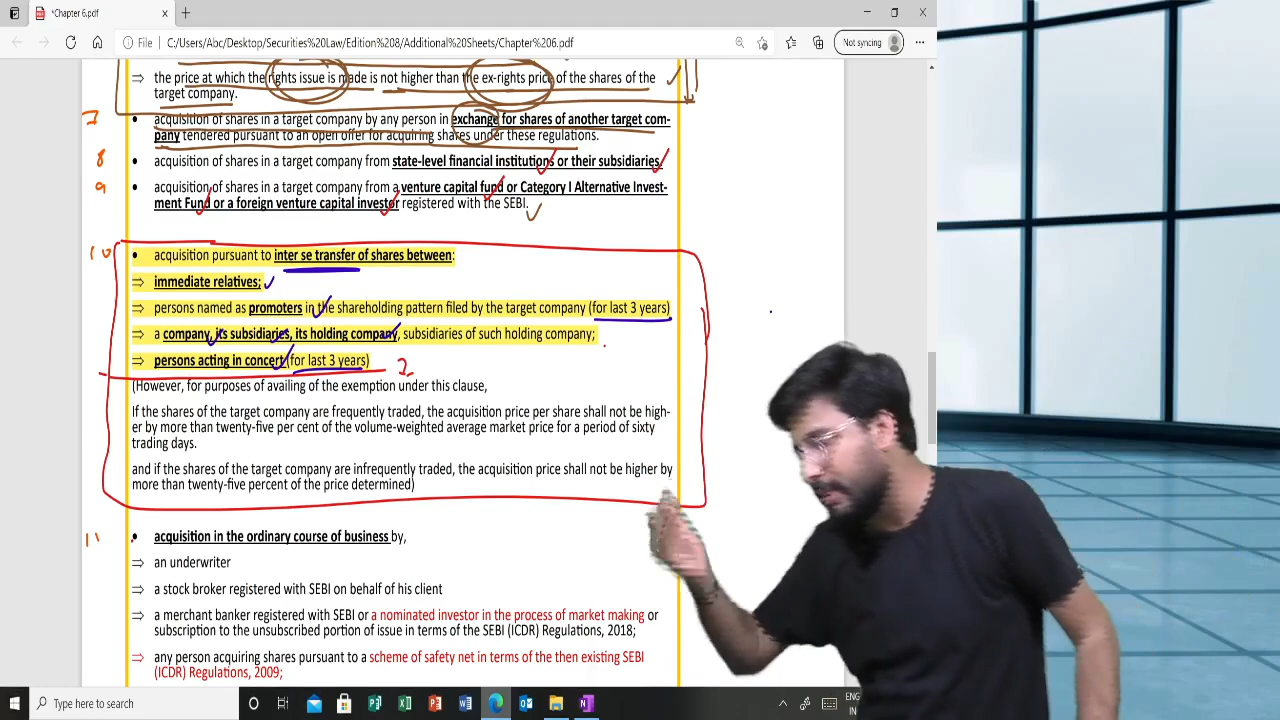 *Chapter 6.pdf
File
C:/Users/Abc/Desktop/Securities%20Law/Edition%208/Additional%20Sheets/Chapter%206.pdf
Not syncing
⇒ the price at which the rights issue is made is not higher than the ex-rights price of the shares of the
target company.
7 • acquisition of shares in a target company by any person in exchange for shares of another target com-
pany tendered pursuant to an open offer for acquiring shares under these regulations.
8 • acquisition of shares in a target company from state-level financial institutions or their subsidiaries.
9 • acquisition of shares in a target company from a venture capital fund or Category I Alternative Invest-
ment Fund or a foreign venture capital investor registered with the SEBI.
10 • acquisition pursuant to inter se transfer of shares between:
⇒ immediate relatives;
⇒ persons named as promoters in the shareholding pattern filed by the target company (for last 3 years)
⇒ a company, it's subsidiaries, its holding company, subsidiaries of such holding company;
⇒ persons acting in concert (for last 3 years) 2
(However, for purposes of availing of the exemption under this clause,
If the shares of the target company are frequently traded, the acquisition price per share shall not be high-
er by more than twenty-five per cent of the volume-weighted average market price for a period of sixty
trading days.
and if the shares of the target company are infrequently traded, the acquisition price shall not be higher by
more than twenty-five percent of the price determined)
11 • acquisition in the ordinary course of business by,
⇒ an underwriter
⇒ a stock broker registered with SEBI on behalf of his client
⇒ a merchant banker registered with SEBI or a nominated investor in the process of market making or
subscription to the unsubscribed portion of issue in terms of the SEBI (ICDR) Regulations, 2018;
⇒ any person acquiring shares pursuant to a scheme of safety net in terms of the then existing SEBI
(ICDR) Regulations, 2009;
Type here to search
ENG
IN